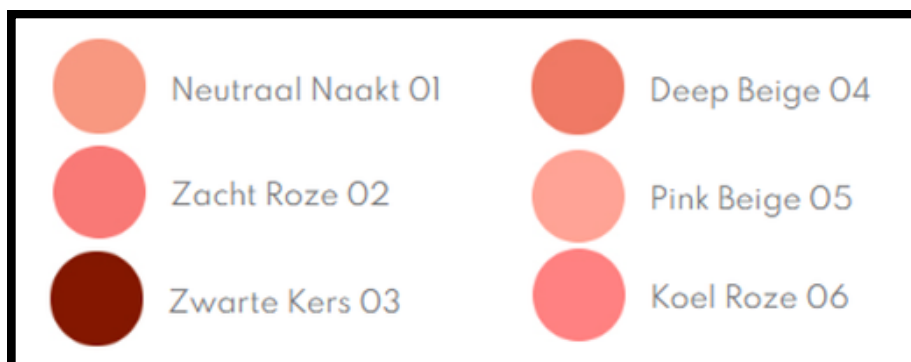 Neutraal Naakt 01
Zacht Roze 02
Zwarte Kers 03
Deep Beige 04
Pink Beige 05
Koel Roze 06